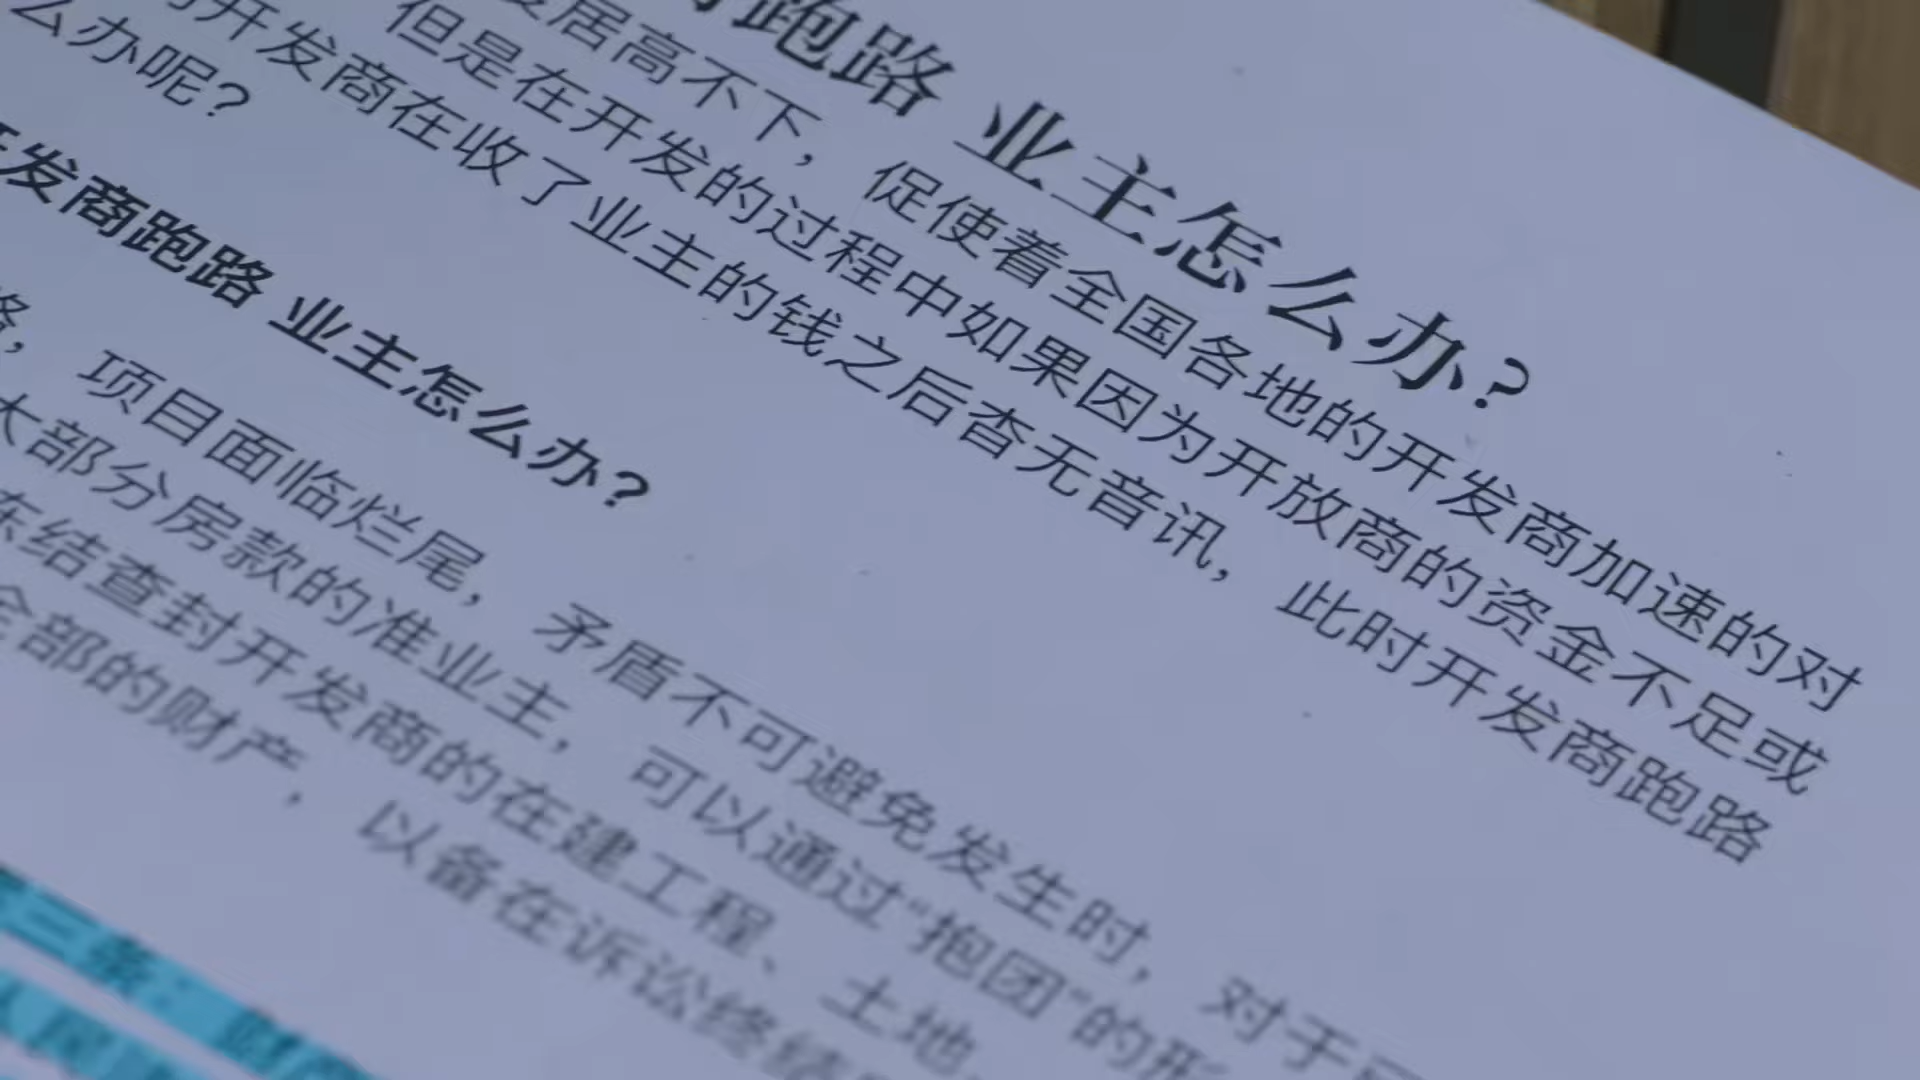 跑路 业主怎么办?
居高不下，促使着全国各地的开发商加速的对
但是在开发的过程中如果因为开放商的资金不足或
开发商在收了业主的钱之后杳无音讯，此时开发商跑路
么办呢?
开发商跑路 业主怎么办?
路，项目面临烂尾，矛盾不可避免发生时，对于
大部分房款的准业主，可以通过“抱团”的形
冻结查封开发商的在建工程、土地、
全部的财产，以备在诉讼终结
三条：财